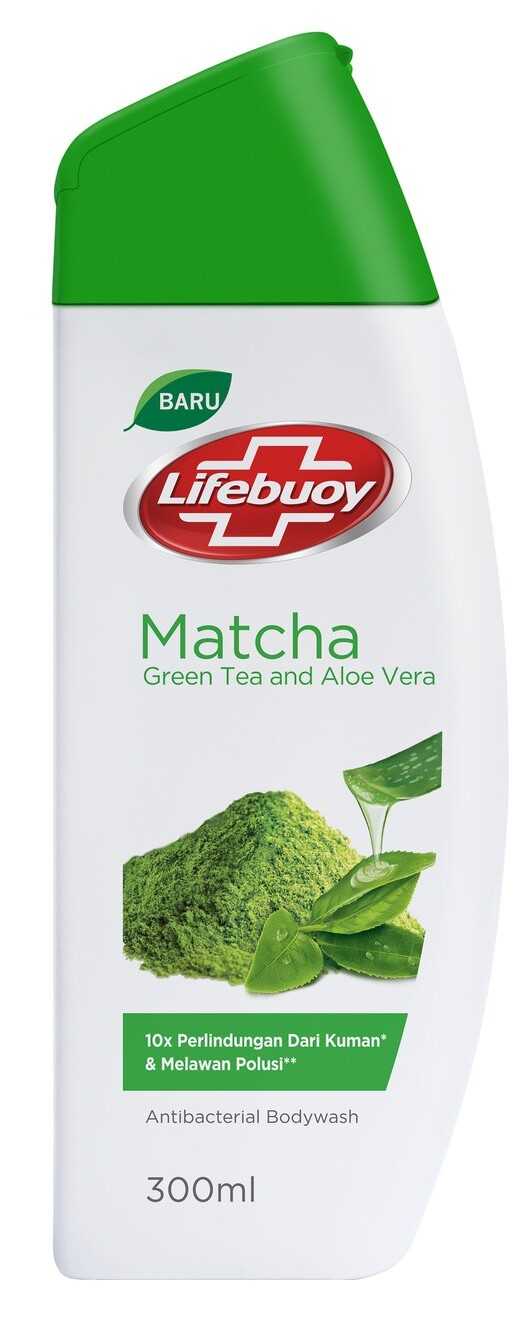 BARU
Lifebuoy
Matcha
Green Tea and Aloe Vera
10x Perlindungan Dari Kuman*
& Melawan Polusi**
Antibacterial Bodywash
300ml